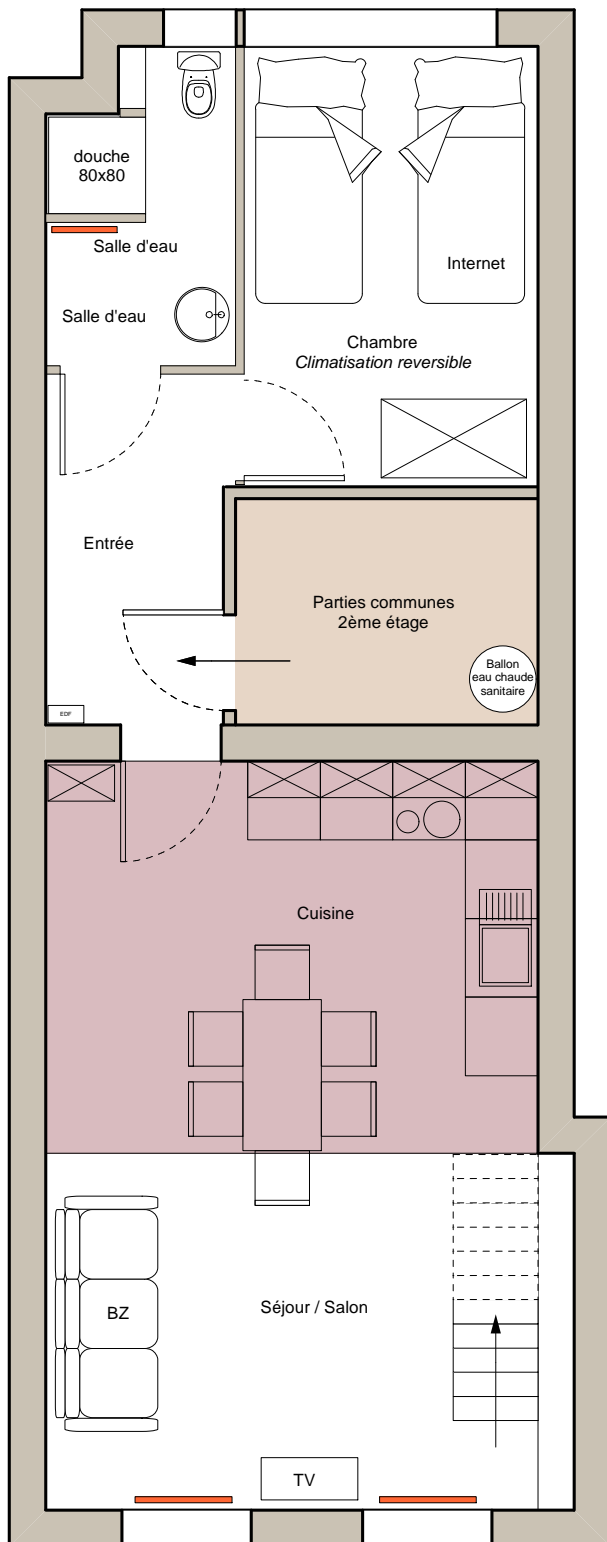 douche
80x80
Salle d'eau
Internet
Salle d'eau
Chambre
Climatisation reversible
Entrée
Parties communes
2ème étage
Ballon
eau chaude
sanitaire
EDF
Cuisine
Séjour / Salon
BZ
TV